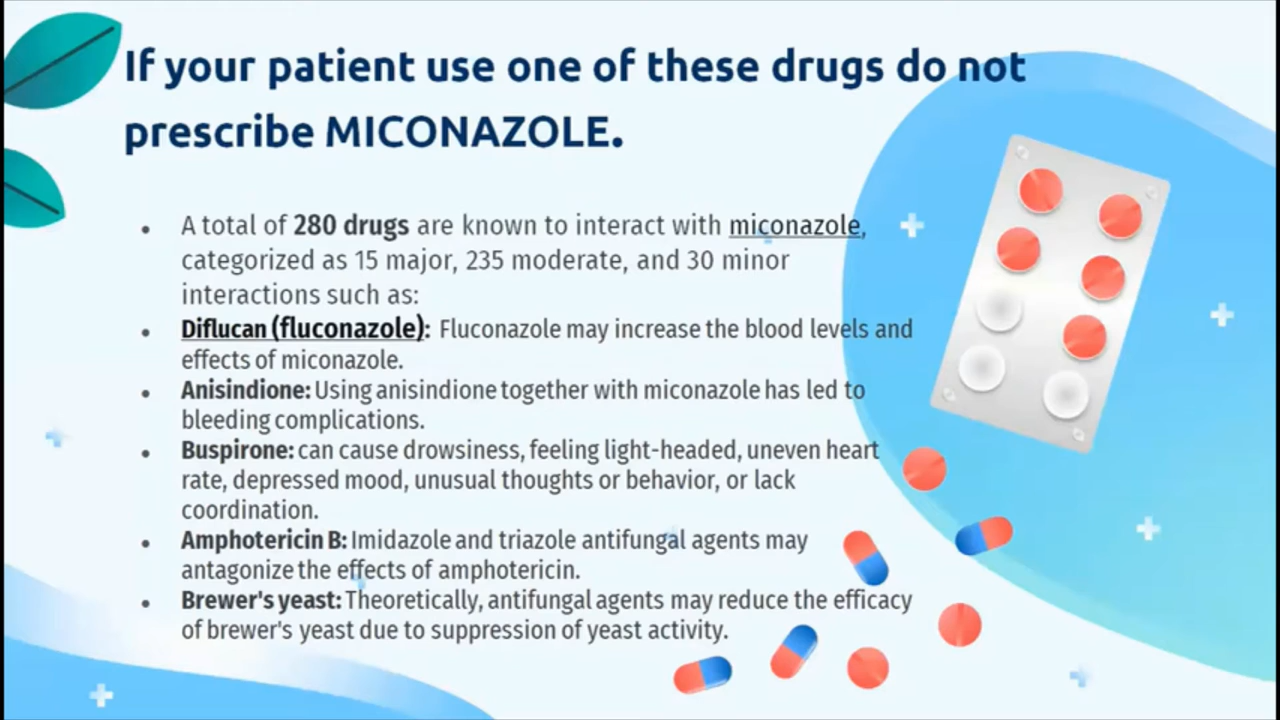 If your patient use one of these drugs do not
prescribe MICONAZOLE.
• A total of 280 drugs are known to interact with miconazole,
categorized as 15 major, 235 moderate, and 30 minor
interactions such as:
• Diflucan (fluconazole): Fluconazole may increase the blood levels and
effects of miconazole.
• Anisindione: Using anisindione together with miconazole has led to
bleeding complications.
• Buspirone: can cause drowsiness, feeling light-headed, uneven heart
rate, depressed mood, unusual thoughts or behavior, or lack
coordination.
• Amphotericin B: Imidazole and triazole antifungal agents may
antagonize the effects of amphotericin.
• Brewer's yeast: Theoretically, antifungal agents may reduce the efficacy
of brewer's yeast due to suppression of yeast activity.